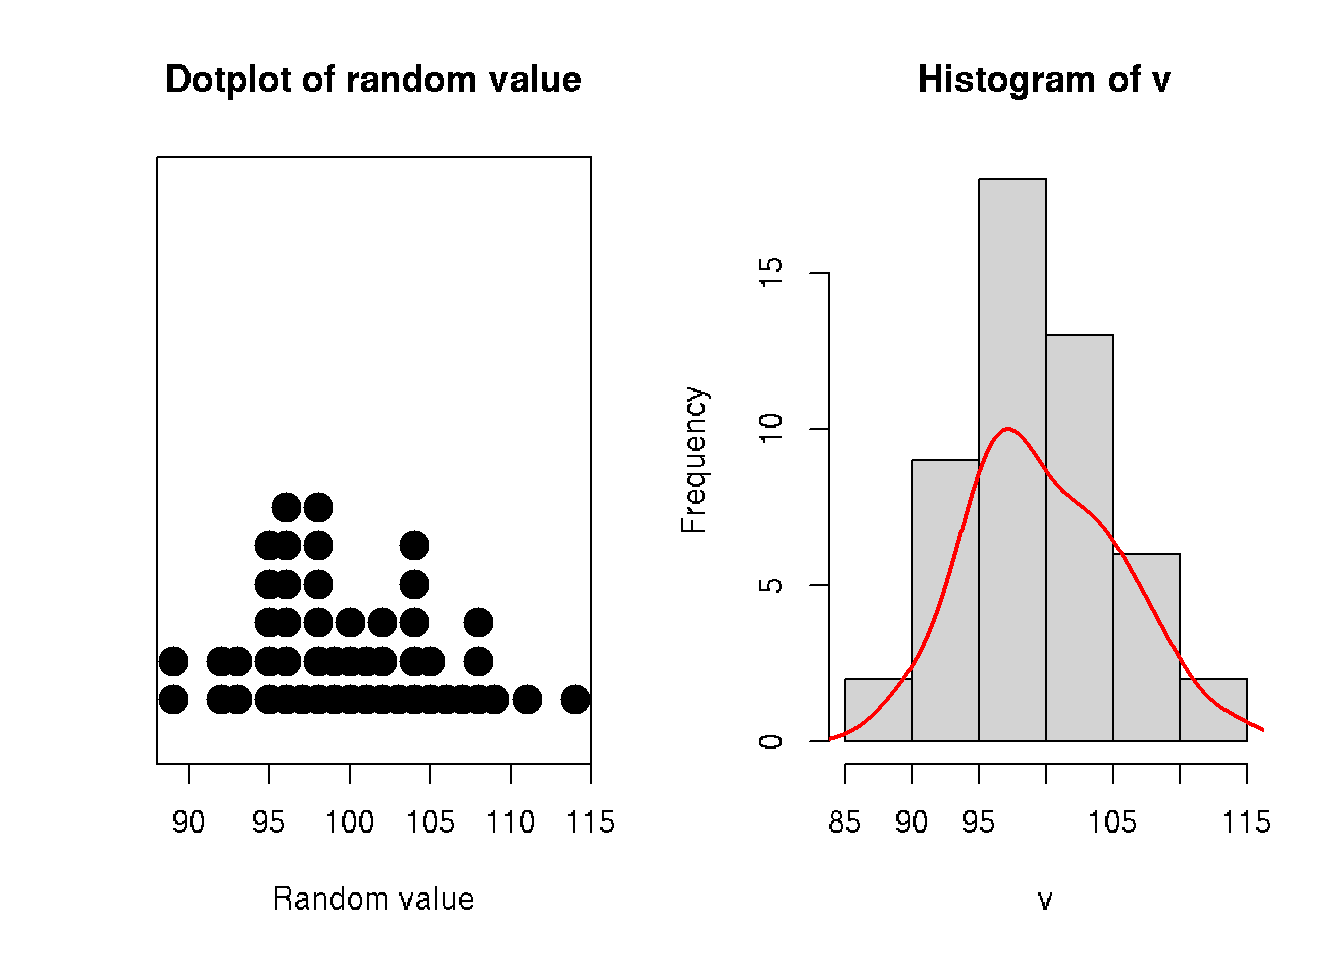 Dotplot of random value
90 95 100 105 110 115
Random value
Histogram of v
Frequency
15
10
5
0
85 90 95 105 115
v